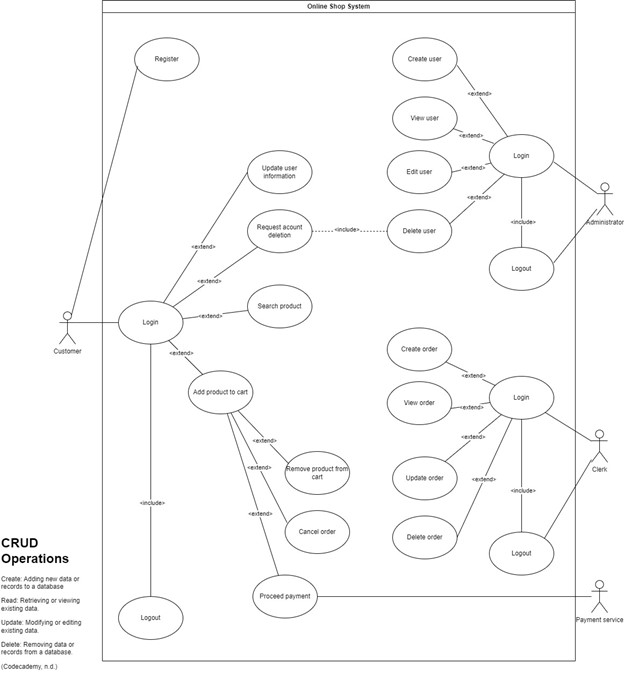 Online Shop System
Register
Create user
<extend>
View user
<extend>
Login
Update user
information
Edit user
<extend>
<extend>
Administrator
Request acount
deletion
<include>
Delete user
<include>
<extend>
<extend>
Logout
Search product
<extend>
Login
Customer
<extend>
Create order
<extend>
Add product to cart
View order
<extend>
Login
<extend>
<extend>
Clerk
Remove product from
cart
<extend>
Update order
<extend>
<include>
<include>
<extend>
Cancel order
Delete order
Logout
Proceed payment
Payment service
Logout
CRUD
Operations
Create: Adding new data or
records to a database
Read: Retrieving or viewing
existing data.
Update: Modifying or editing
existing data.
Delete: Removing data or
records from a database.
(Codecademy, n.d.)